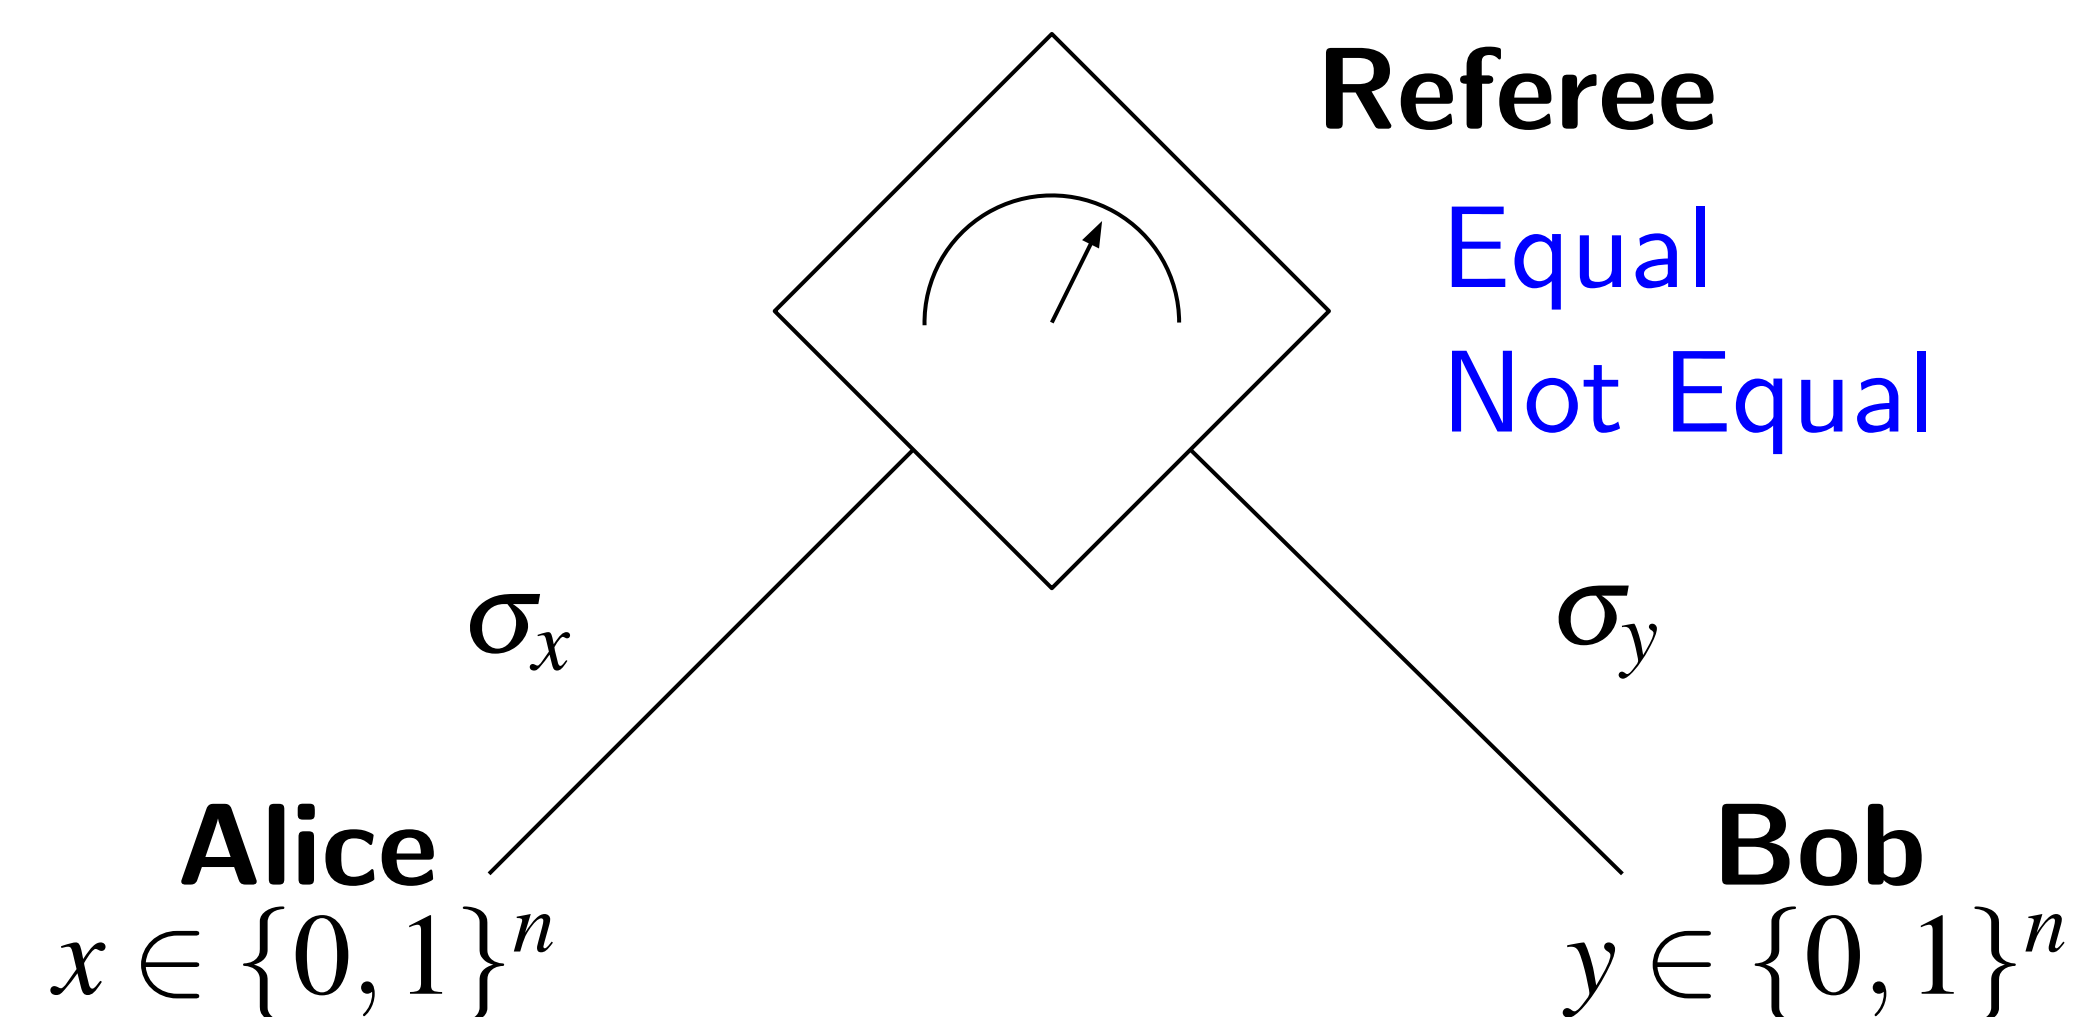 Referee
Equal
Not Equal
σ_x
σ_y
Alice
x ∈ {0, 1}^n
Bob
y ∈ {0, 1}^n